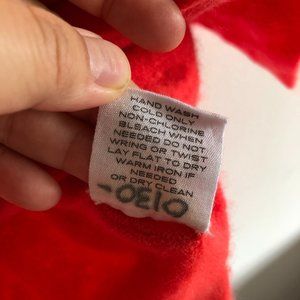 HAND WASH
COLD ONLY
NON-CHLORINE
BLEACH WHEN
NEEDED DO NOT
WRING OR TWIST
LAY FLAT TO DRY
WARM IRON IF
NEEDED
OR DRY CLEAN